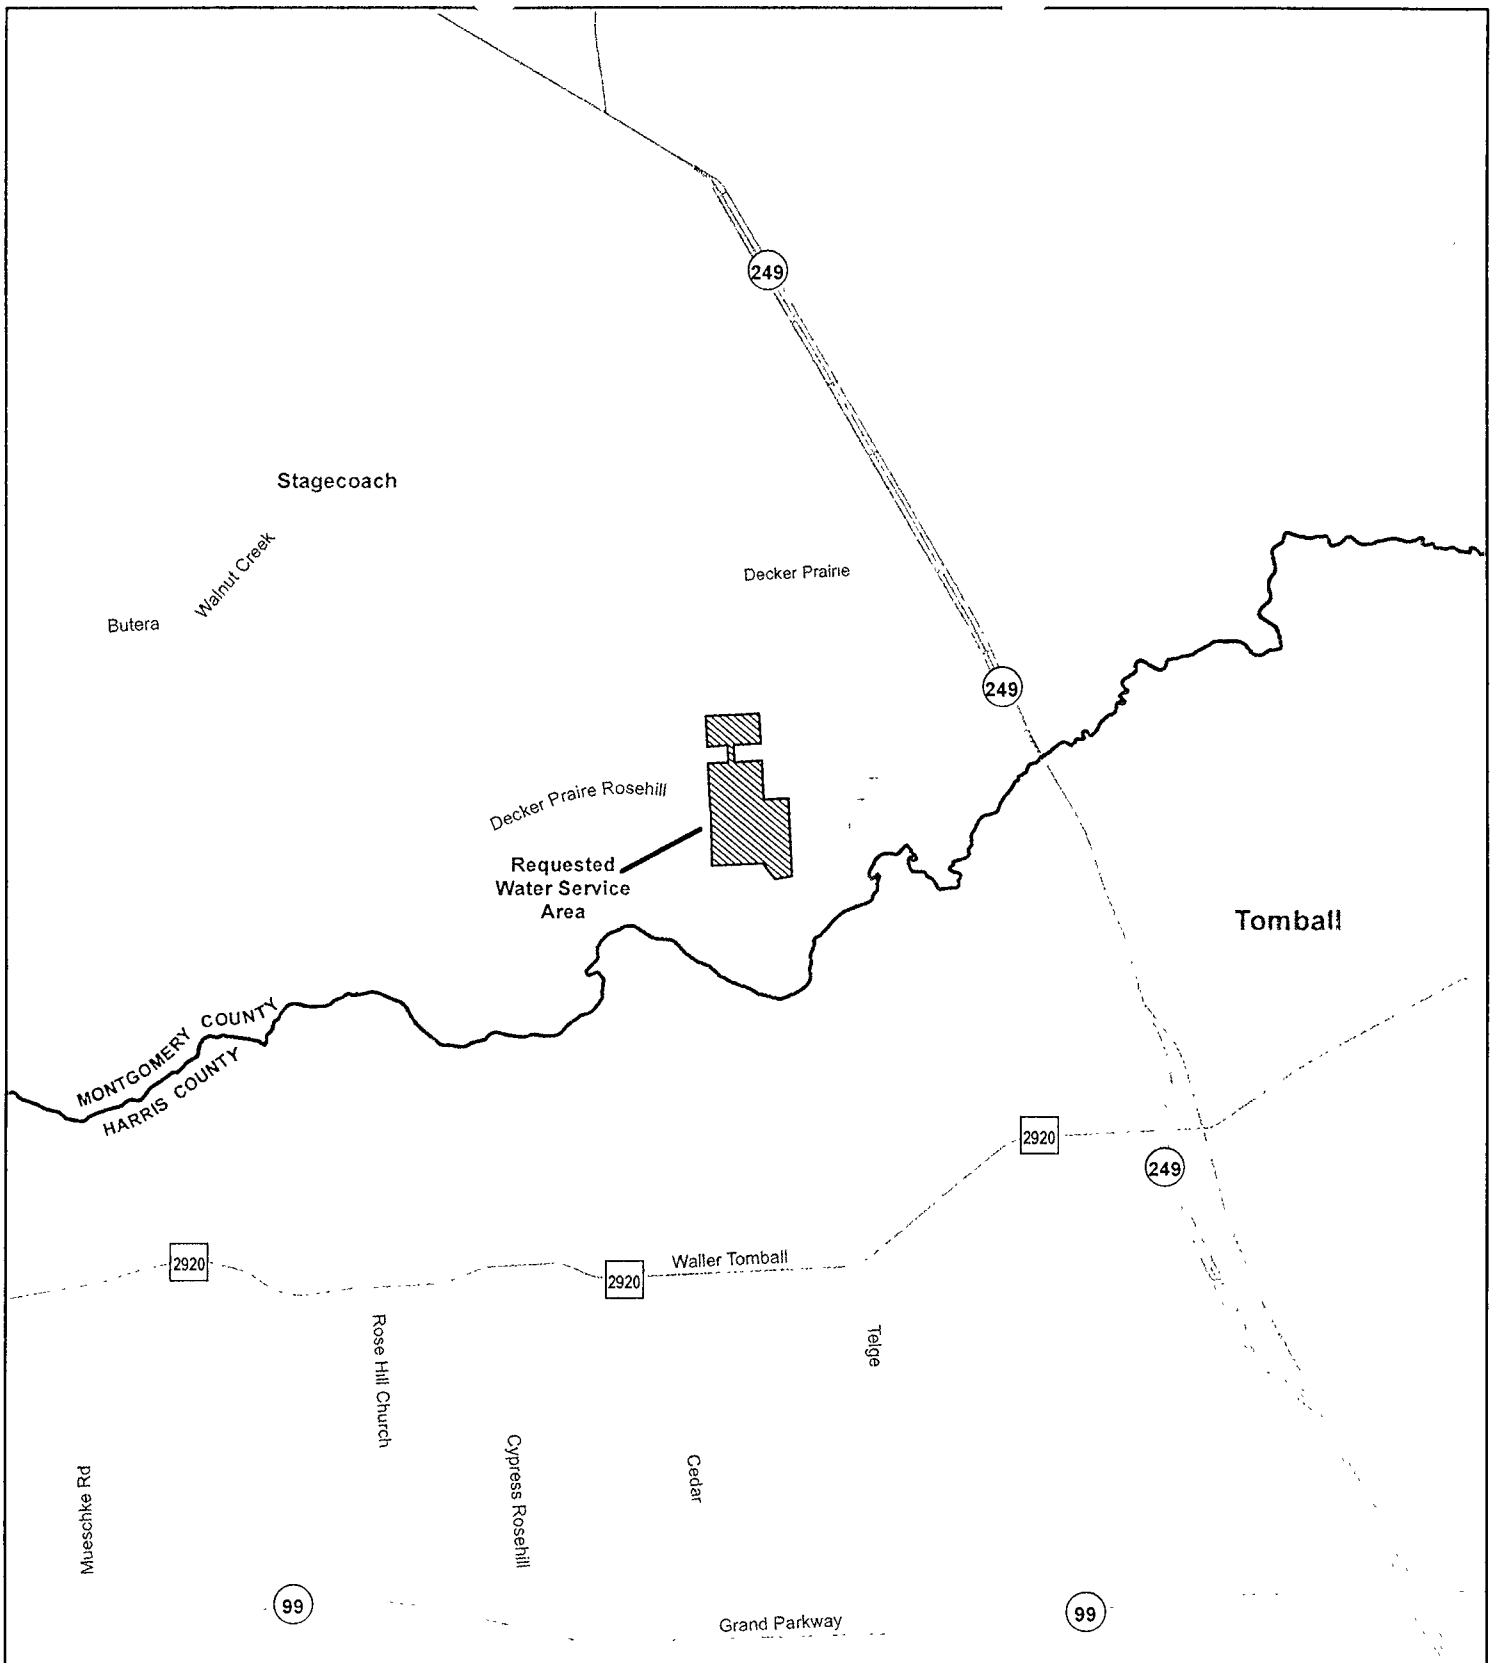 249
Stagecoach
Walnut Creek
Decker Prairie
Butera
249
Decker Praire Rosehill
Requested
Water Service
Area
Tomball
MONTGOMERY COUNTY
HARRIS COUNTY
2920
249
2920
2920
Waller Tomball
Rose Hill Church
Telge
Cypress Rosehill
Cedar
Mueschke Rd
99
Grand Parkway
99